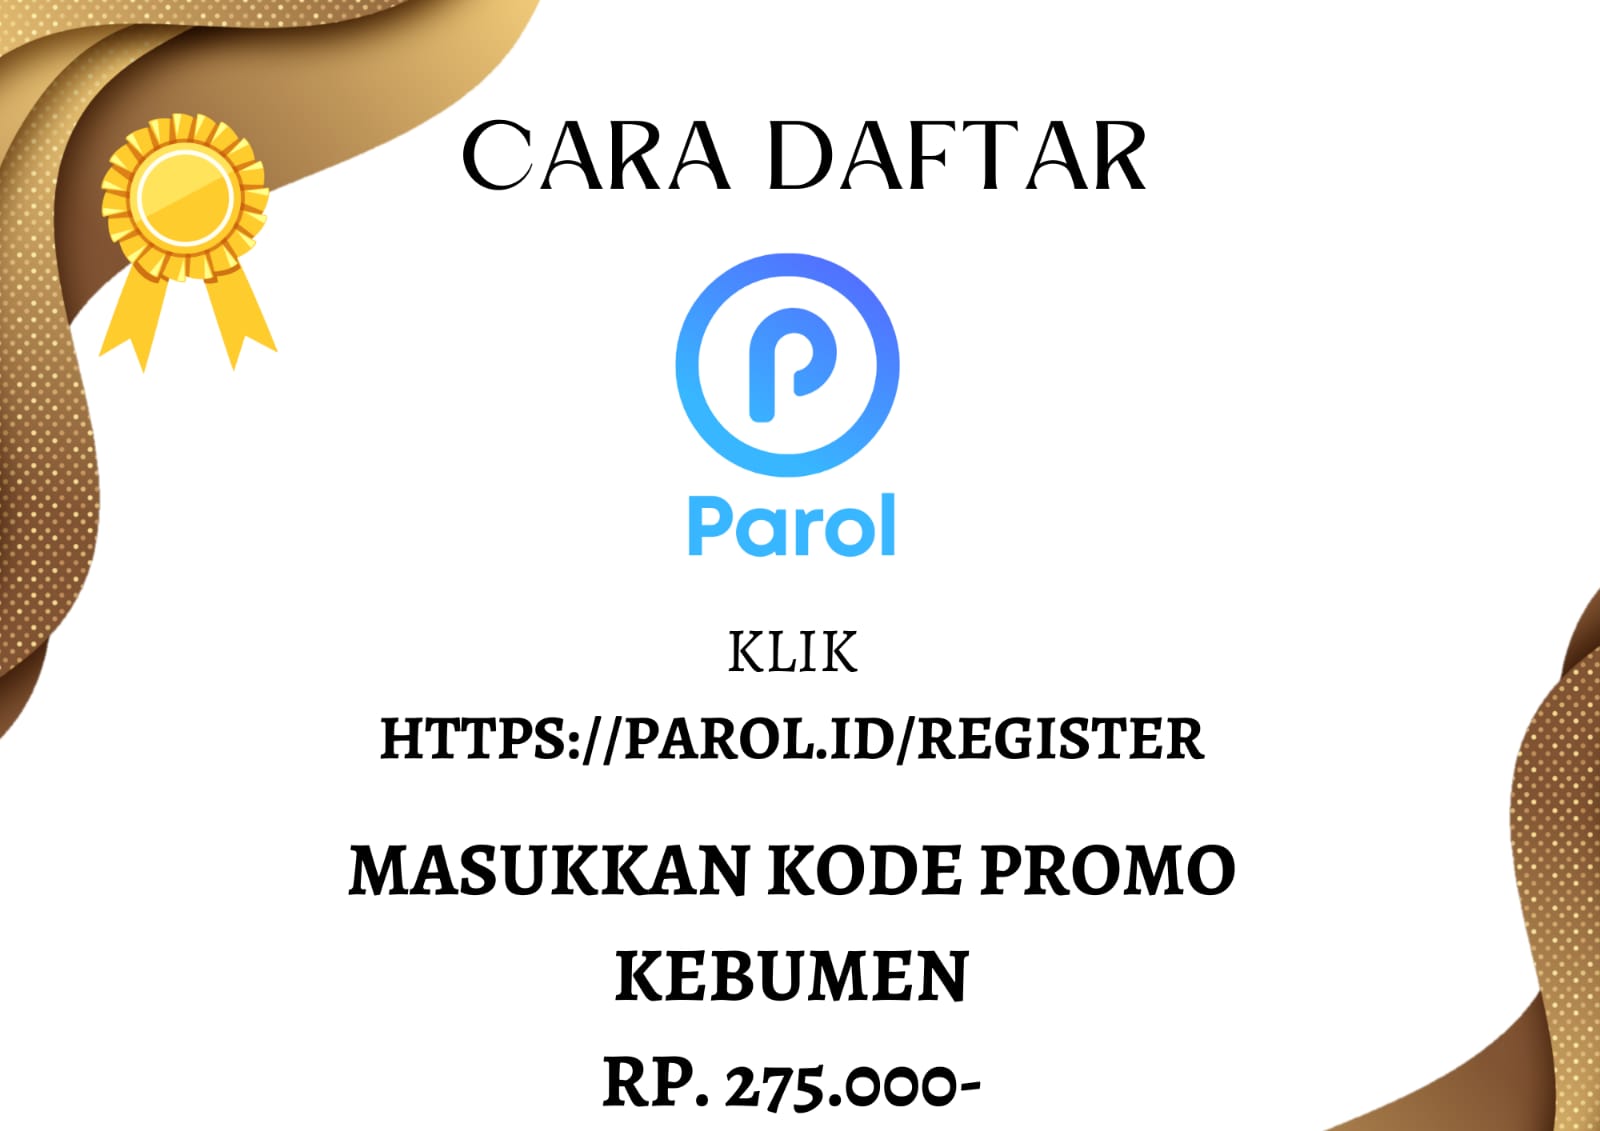 CARA DAFTAR
Parol
KLIK
HTTPS://PAROL.ID/REGISTER
MASUKKAN KODE PROMO
KEBUMEN
RP. 275.000-